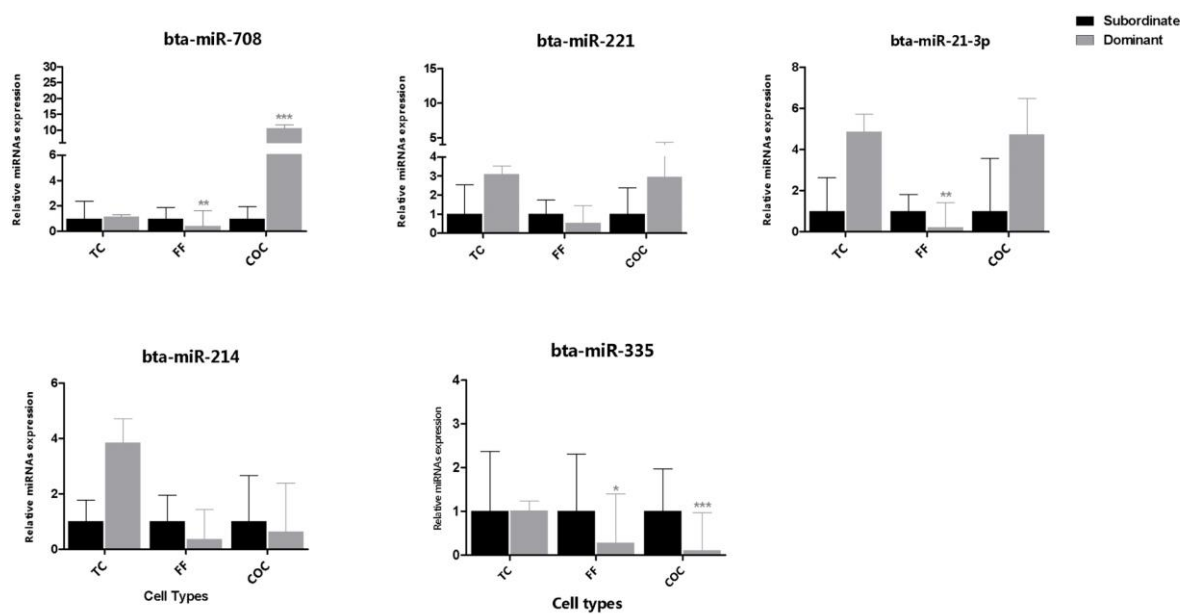 Subordinate
Dominant
bta-miR-708
Relative miRNAs expression
30
25
20
15
10
6
4
2
0
***
**
TC
FF
COC
bta-miR-221
Relative miRNAs expression
15
10
5
4
3
2
1
0
TC
FF
COC
bta-miR-21-3p
Relative miRNAs expression
8
6
4
2
0
**
TC
FF
COC
bta-miR-214
Relative miRNAs expression
6
4
2
0
TC
FF
COC
Cell Types
bta-miR-335
Relative miRNAs expression
4
3
2
1
0
*
***
TC
FF
COC
Cell types